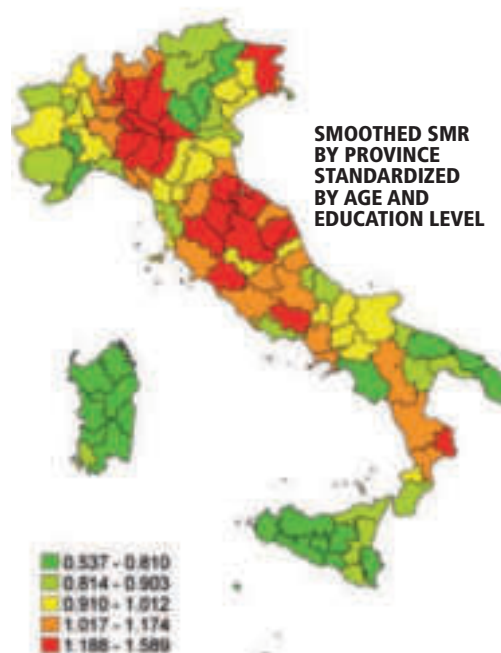 SMOOTHED SMR
BY PROVINCE
STANDARDIZED
BY AGE AND
EDUCATION LEVEL
0.537 - 0.810
0.814 - 0.903
0.910 - 1.012
1.017 - 1.174
1.188 - 1.589